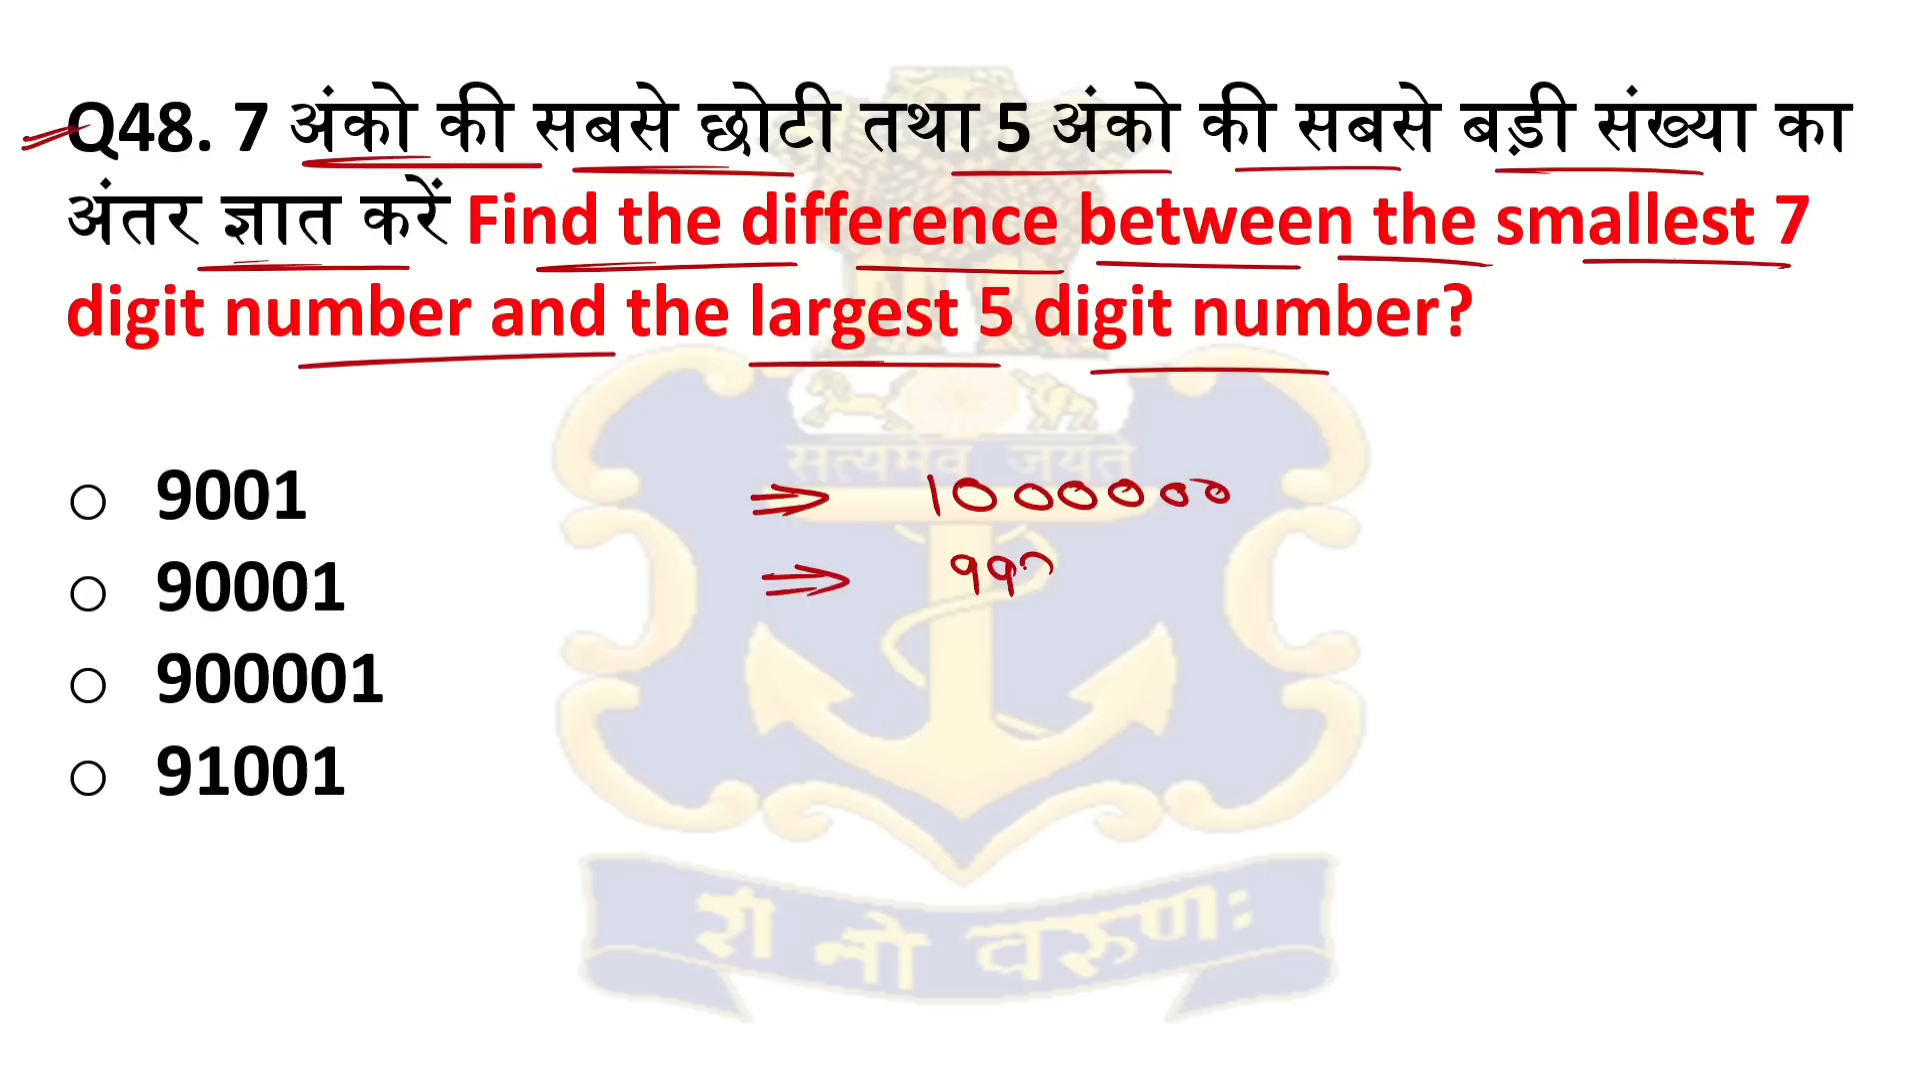 Q48. 7 अंको की सबसे छोटी तथा 5 अंको की सबसे बड़ी संख्या का
अंतर ज्ञात करें Find the difference between the smallest 7
digit number and the largest 5 digit number?
सत्यमेव जयते
9001
⇒ 1000000
90001
⇒ 99
900001
91001
शं नो वरुणः